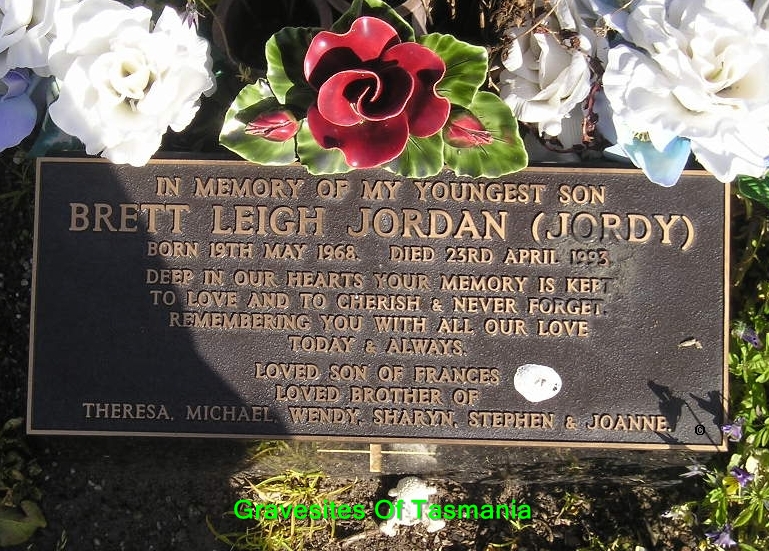 IN MEMORY OF MY YOUNGEST SON
BRETT LEIGH JORDAN (JORDY)
BORN 19TH MAY 1968. DIED 23RD APRIL 1993.
DEEP IN OUR HEARTS YOUR MEMORY IS KEPT
TO LOVE AND TO CHERISH & NEVER FORGET.
REMEMBERING YOU WITH ALL OUR LOVE
TODAY & ALWAYS.
LOVED SON OF FRANCES
LOVED BROTHER OF
THERESA, MICHAEL, WENDY, SHARYN, STEPHEN & JOANNE.
Gravesites Of Tasmania